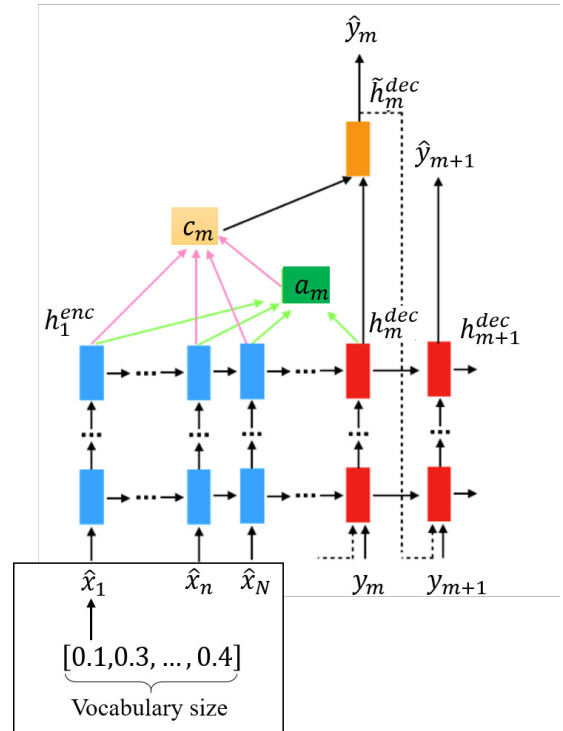 ŷ_m
h̃_m^{dec}
ŷ_{m+1}
c_m
a_m
h_1^{enc}
h_m^{dec}
h_{m+1}^{dec}
x̂_1 x̂_n x̂_N y_m y_{m+1}
[0.1,0.3, … , 0.4]
Vocabulary size